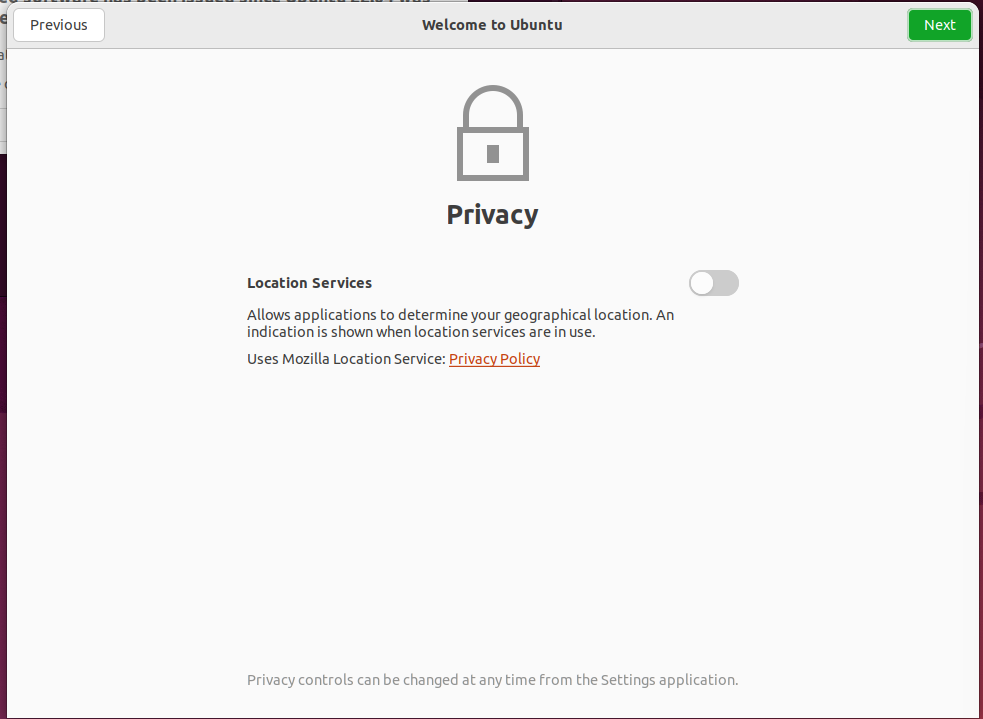 Previous
Welcome to Ubuntu
Next
Privacy
Location Services
Allows applications to determine your geographical location. An
indication is shown when location services are in use.
Uses Mozilla Location Service: Privacy Policy
Privacy controls can be changed at any time from the Settings application.